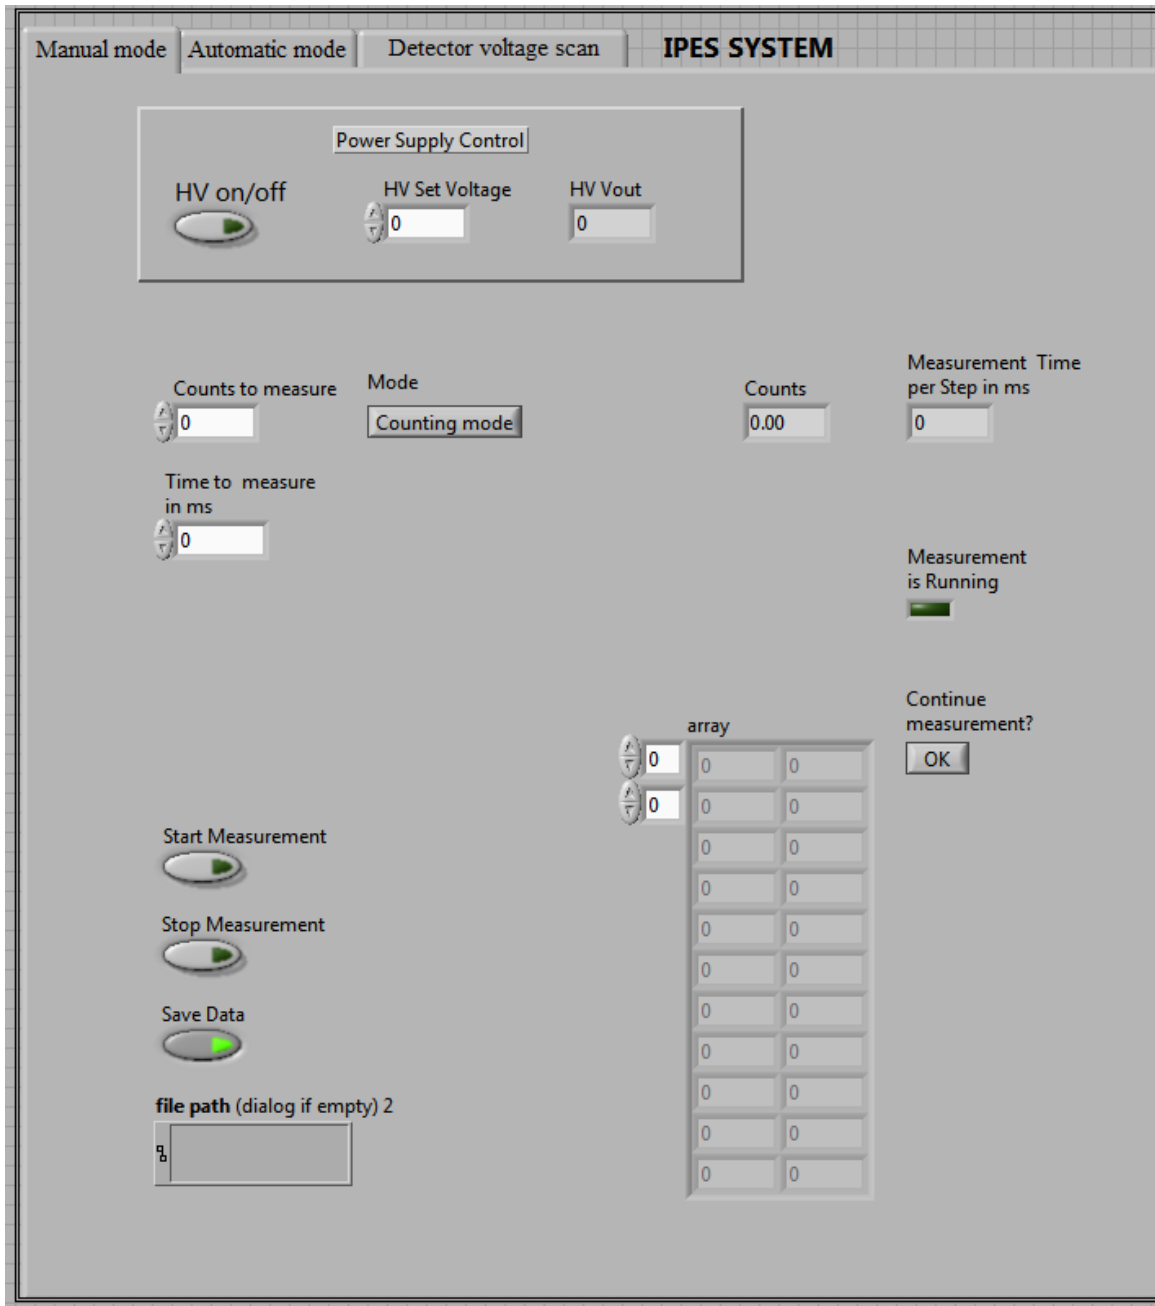 Manual mode Automatic mode Detector voltage scan IPES SYSTEM
Power Supply Control
HV on/off HV Set Voltage HV Vout
0 0
Measurement Time
per Step in ms
Counts to measure Mode Counts
0 Counting mode 0.00 0
Time to measure
in ms
0
Measurement
is Running
Continue
measurement?
OK
array
0 0 0
0 0 0
0 0
0 0
0 0
0 0
0 0
0 0
0 0
0 0
0 0
Start Measurement
Stop Measurement
Save Data
file path (dialog if empty) 2